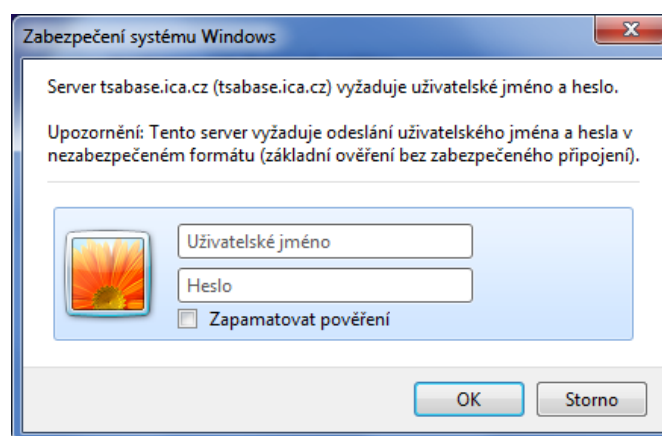 Zabezpečení systému Windows
Server tsabase.ica.cz (tsabase.ica.cz) vyžaduje uživatelské jméno a heslo.
Upozornění: Tento server vyžaduje odeslání uživatelského jména a hesla v
nezabezpečeném formátu (základní ověření bez zabezpečeného připojení).
Uživatelské jméno
Heslo
Zapamatovat pověření
OK
Storno